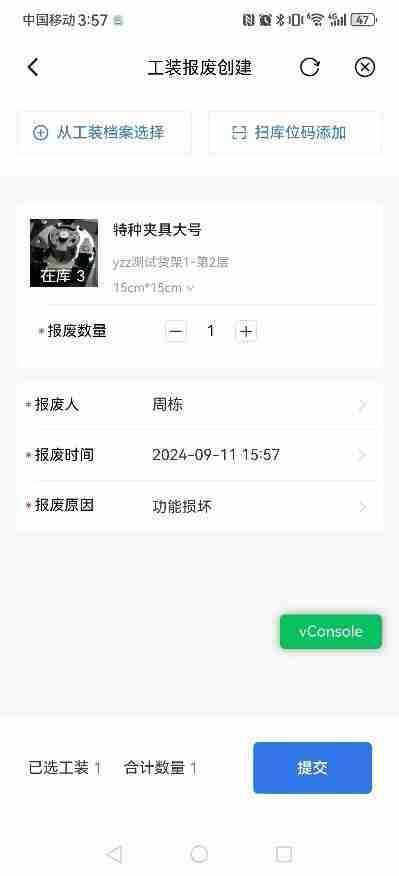 中国移动 3:57 47
工装报废创建
从工装档案选择 扫库位码添加
特种夹具大号
yzz测试货架1-第2层
在库 3
15cm*15cm
*报废数量 1
*报废人 周栋
*报废时间 2024-09-11 15:57
*报废原因 功能损坏
vConsole
已选工装 1 合计数量 1 提交